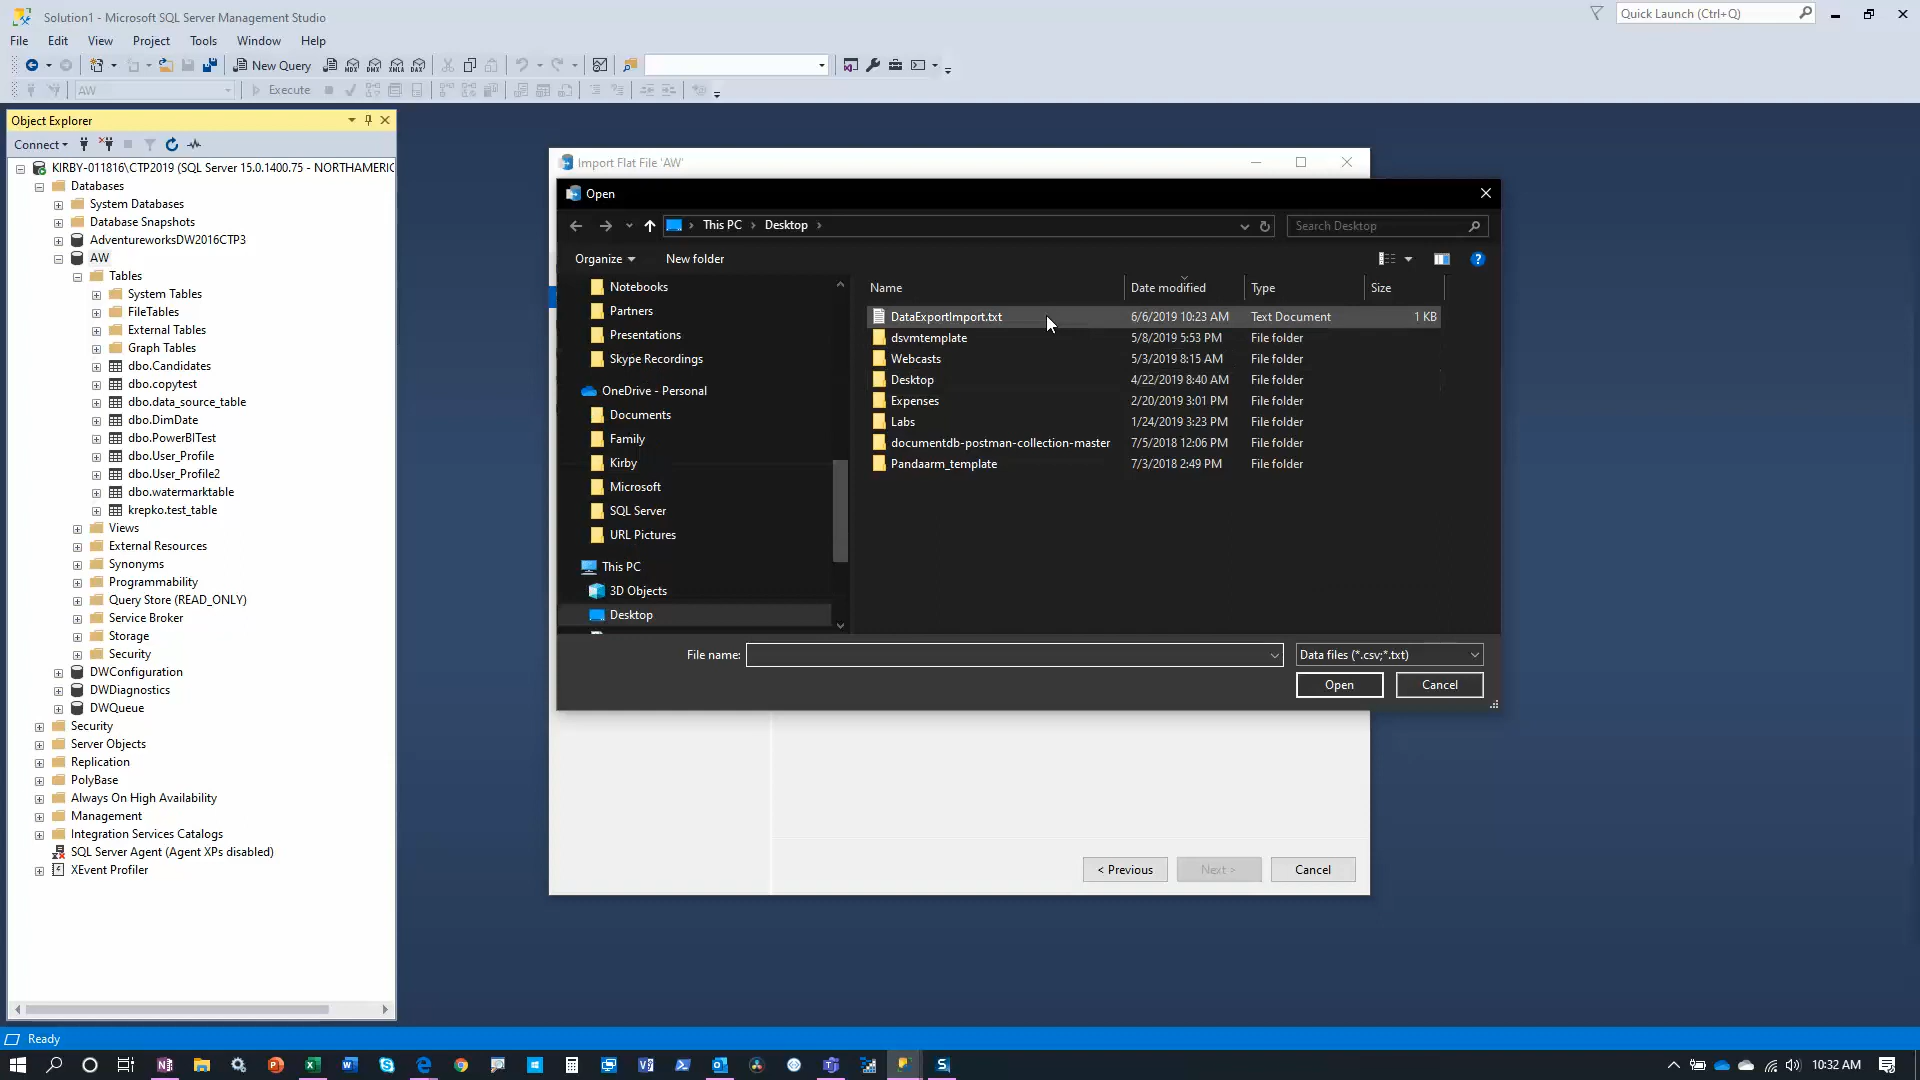 Solution1 - Microsoft SQL Server Management Studio
Quick Launch (Ctrl+Q)
File Edit View Project Tools Window Help
New Query
MDX DMX XMLA DAX
AW
Execute
Object Explorer
Connect
KIRBY-011816\CTP2019 (SQL Server 15.0.1400.75 - NORTHAMERIC
Databases
System Databases
Database Snapshots
AdventureworksDW2016CTP3
AW
Tables
System Tables
FileTables
External Tables
Graph Tables
dbo.Candidates
dbo.copytest
dbo.data_source_table
dbo.DimDate
dbo.PowerBITest
dbo.User_Profile
dbo.User_Profile2
dbo.watermarktable
krepko.test_table
Views
External Resources
Synonyms
Programmability
Query Store (READ_ONLY)
Service Broker
Storage
Security
DWConfiguration
DWDiagnostics
DWQueue
Security
Server Objects
Replication
PolyBase
Always On High Availability
Management
Integration Services Catalogs
SQL Server Agent (Agent XPs disabled)
XEvent Profiler
Import Flat File 'AW'
Open
This PC > Desktop >
Search Desktop
Organize New folder
Notebooks
Partners
Presentations
Skype Recordings
OneDrive - Personal
Documents
Family
Kirby
Microsoft
SQL Server
URL Pictures
This PC
3D Objects
Desktop
Name Date modified Type Size
DataExportImport.txt 6/6/2019 10:23 AM Text Document 1 KB
dsvmtemplate 5/8/2019 5:53 PM File folder
Webcasts 5/3/2019 8:15 AM File folder
Desktop 4/22/2019 8:40 AM File folder
Expenses 2/20/2019 3:01 PM File folder
Labs 1/24/2019 3:23 PM File folder
documentdb-postman-collection-master 7/5/2018 12:06 PM File folder
Pandaarm_template 7/3/2018 2:49 PM File folder
File name: Data files (*.csv;*.txt)
Open Cancel
< Previous Next > Cancel
Ready
10:32 AM